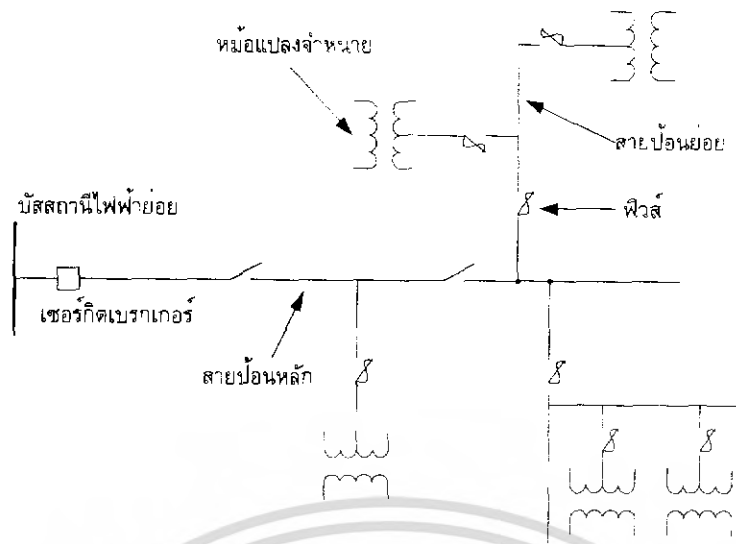 หม้อแปลงจำหน่าย
สายป้อนย่อย
ฟิวส์
บัสสถานีไฟฟ้าย่อย
เซอร์กิตเบรกเกอร์
สายป้อนหลัก